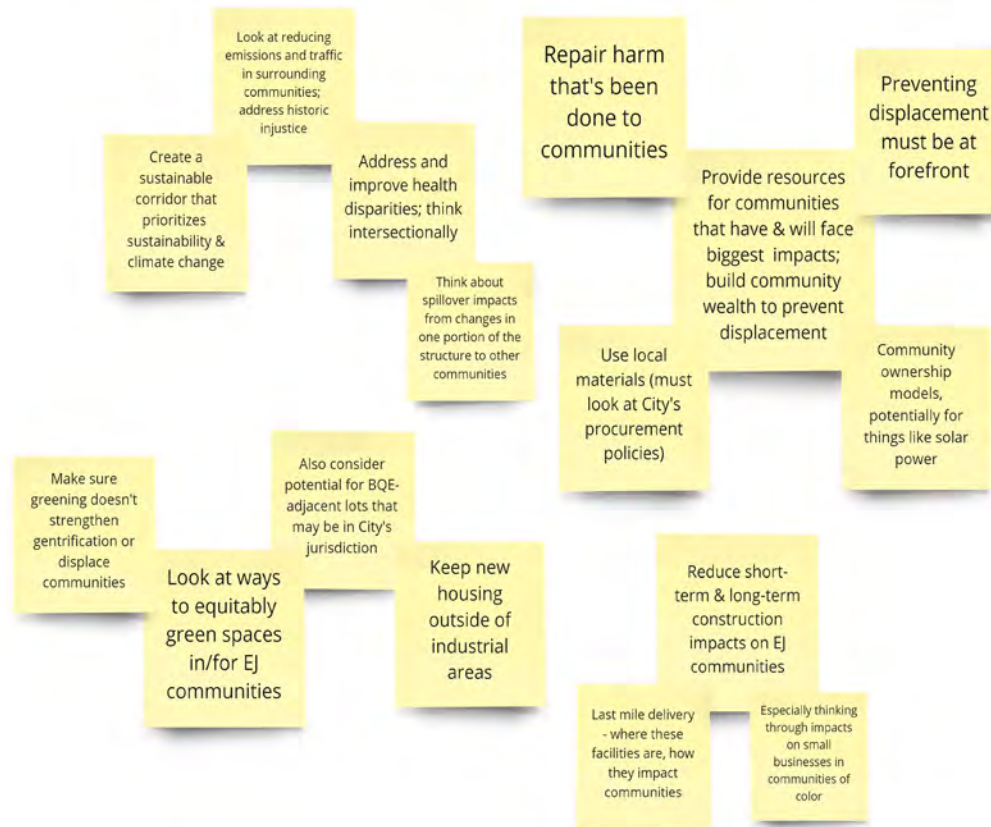 Look at reducing
emissions and traffic
in surrounding
communities;
address historic
injustice
Create a
sustainable
corridor that
prioritizes
sustainability &
climate change
Address and
improve health
disparities; think
intersectionally
Think about
spillover impacts
from changes in
one portion of the
structure to other
communities
Repair harm
that's been
done to
communities
Preventing
displacement
must be at
forefront
Provide resources
for communities
that have & will face
biggest impacts;
build community
wealth to prevent
displacement
Use local
materials (must
look at City's
procurement
policies)
Community
ownership
models,
potentially for
things like solar
power
Make sure
greening doesn't
strengthen
gentrification or
displace
communities
Also consider
potential for BQE-
adjacent lots that
may be in City's
jurisdiction
Look at ways
to equitably
green spaces
in/for EJ
communities
Keep new
housing
outside of
industrial
areas
Reduce short-
term & long-term
construction
impacts on EJ
communities
Last mile delivery
- where these
facilities are, how
they impact
communities
Especially thinking
through impacts
on small
businesses in
communities of
color